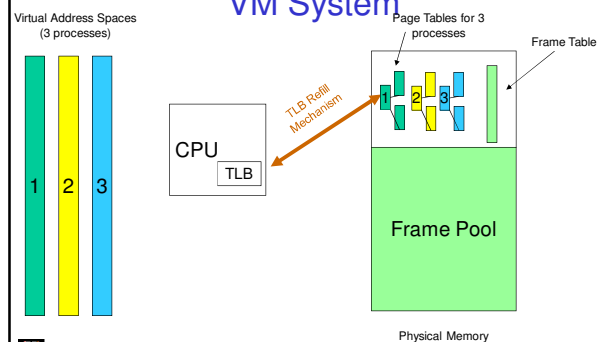 VM System
Virtual Address Spaces
(3 processes)
Page Tables for 3
processes
Frame Table
TLB Refill
Mechanism
1
2
3
CPU
TLB
1
2
3
Frame Pool
Physical Memory